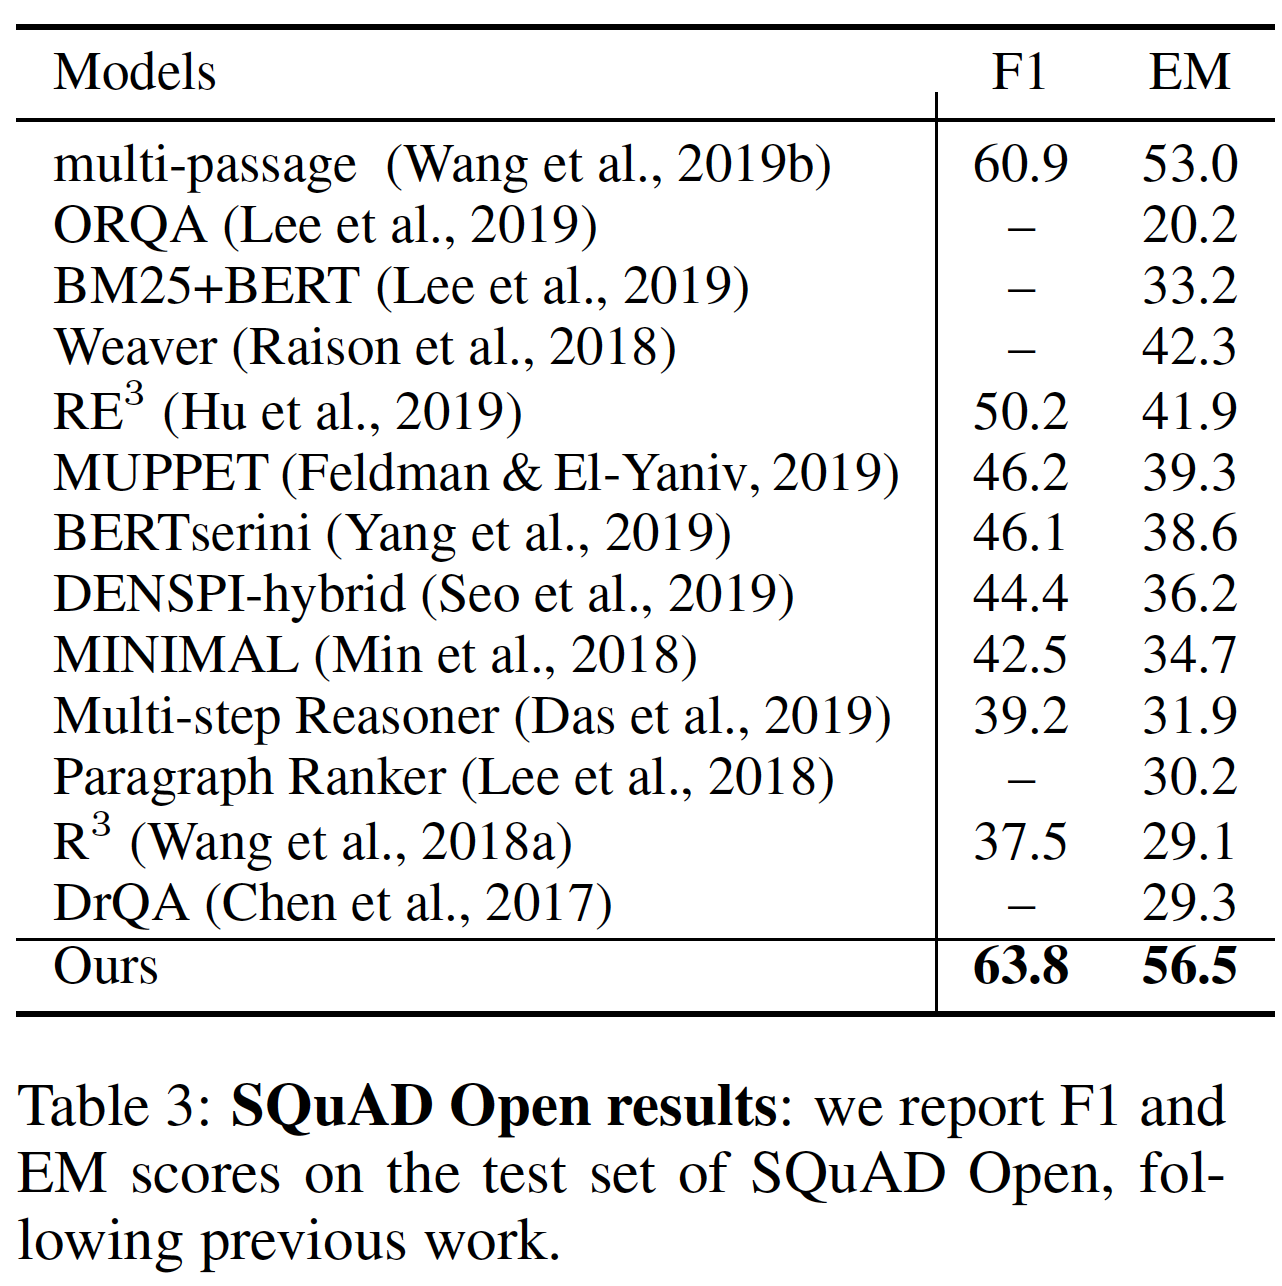 Models F1 EM
multi-passage (Wang et al., 2019b) 60.9 53.0
ORQA (Lee et al., 2019) – 20.2
BM25+BERT (Lee et al., 2019) – 33.2
Weaver (Raison et al., 2018) – 42.3
RE³ (Hu et al., 2019) 50.2 41.9
MUPPET (Feldman & El-Yaniv, 2019) 46.2 39.3
BERTserini (Yang et al., 2019) 46.1 38.6
DENSPI-hybrid (Seo et al., 2019) 44.4 36.2
MINIMAL (Min et al., 2018) 42.5 34.7
Multi-step Reasoner (Das et al., 2019) 39.2 31.9
Paragraph Ranker (Lee et al., 2018) – 30.2
R³ (Wang et al., 2018a) 37.5 29.1
DrQA (Chen et al., 2017) – 29.3
Ours 63.8 56.5
Table 3: SQuAD Open results: we report F1 and
EM scores on the test set of SQuAD Open, fol-
lowing previous work.